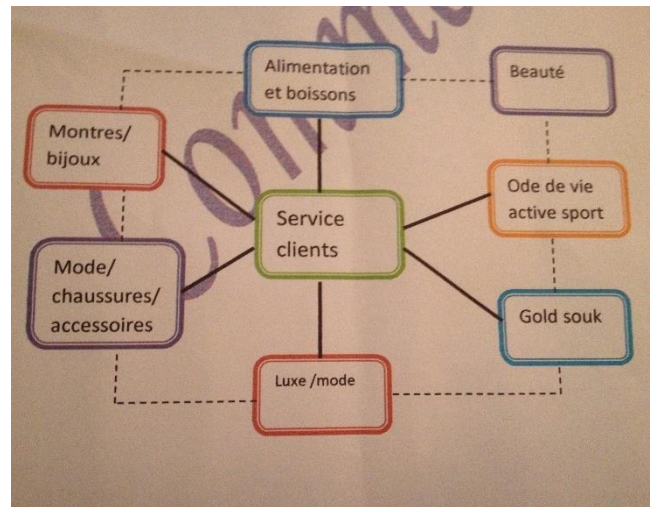 Alimentation
et boissons
Beauté
Montres/
bijoux
Ode de vie
active sport
Service
clients
Mode/
chaussures/
accessoires
Gold souk
Luxe /mode